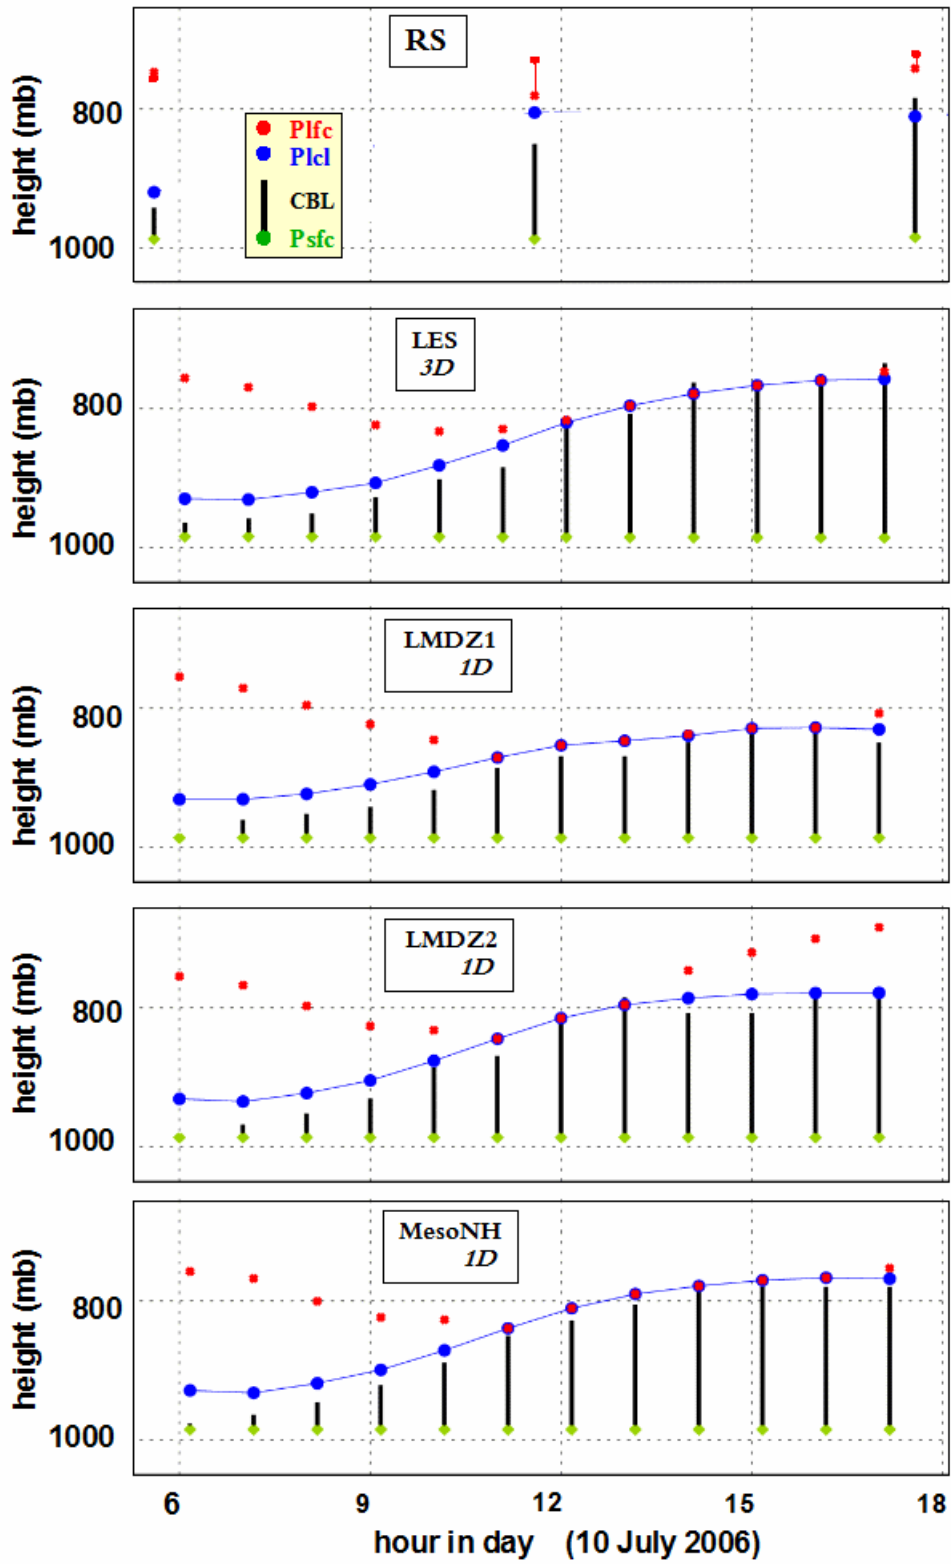 RS
height (mb)
800
1000
Plfc
Plcl
CBL
Psfc
LES
3D
height (mb)
800
1000
LMDZ1
1D
height (mb)
800
1000
LMDZ2
1D
height (mb)
800
1000
MesoNH
1D
height (mb)
800
1000
6 9 12 15 18
hour in day (10 July 2006)